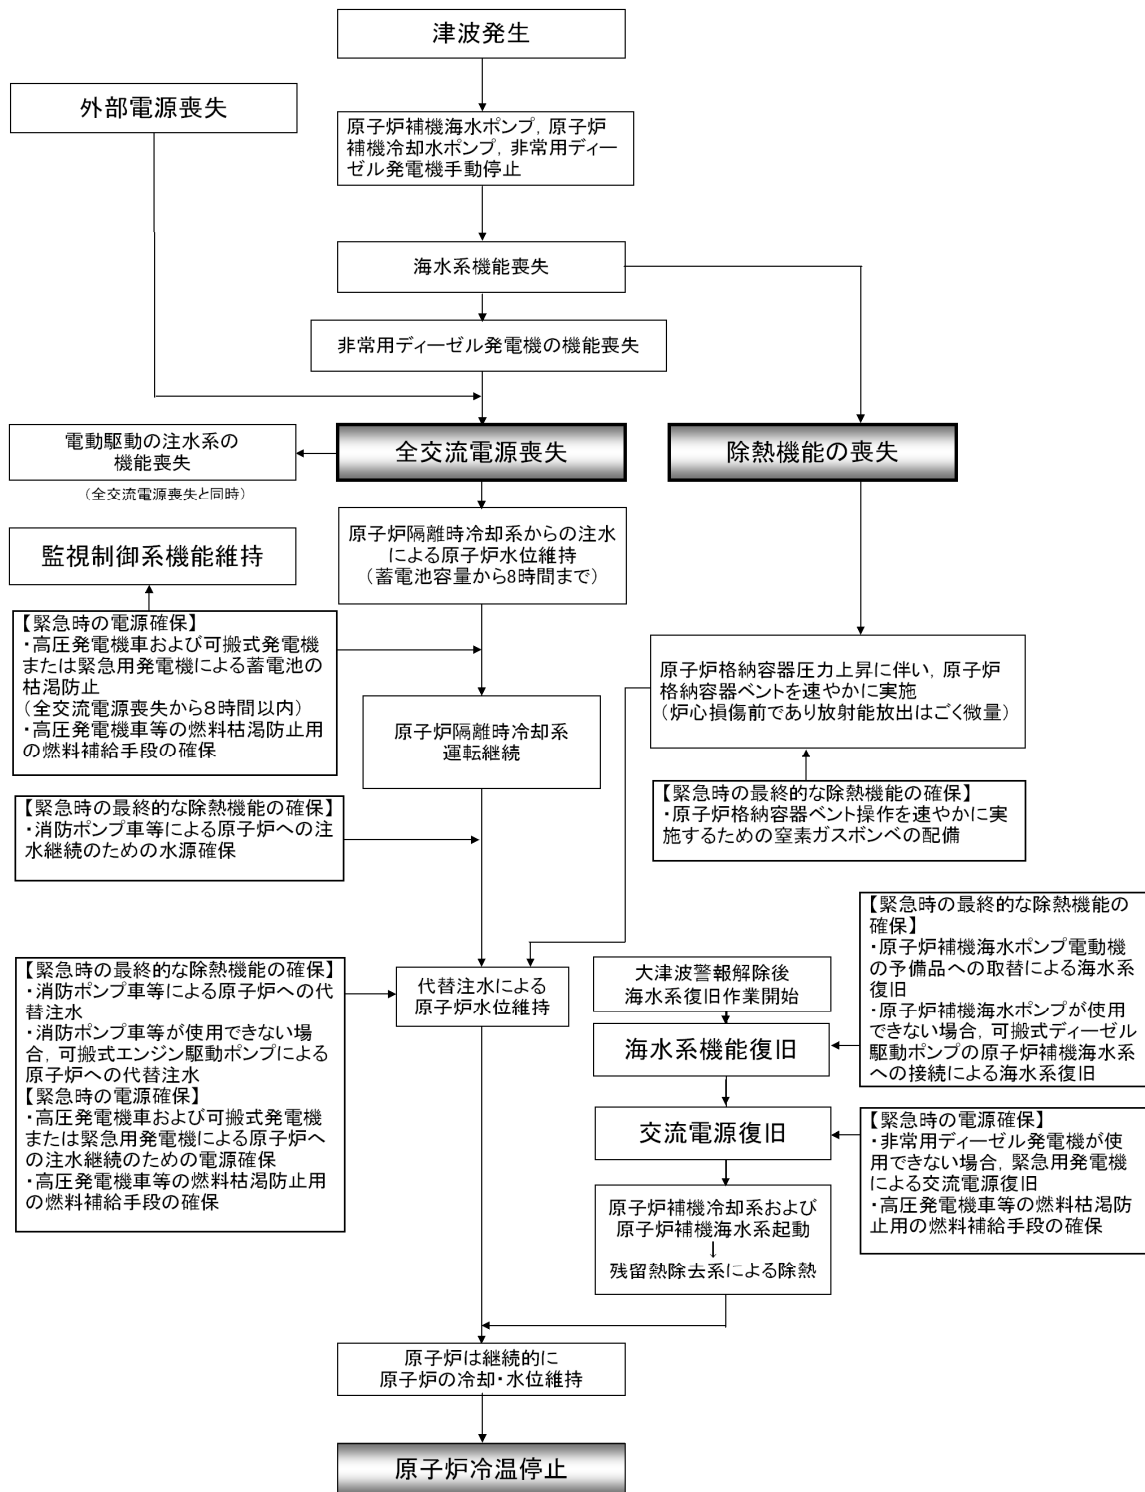 津波発生
外部電源喪失
原子炉補機海水ポンプ，原子炉
補機冷却水ポンプ，非常用ディー
ゼル発電機手動停止
海水系機能喪失
非常用ディーゼル発電機の機能喪失
電動駆動の注水系の
機能喪失
（全交流電源喪失と同時）
全交流電源喪失
除熱機能の喪失
監視制御系機能維持
原子炉隔離時冷却系からの注水
による原子炉水位維持
（蓄電池容量から8時間まで）
【緊急時の電源確保】
・高圧発電機車および可搬式発電機
または緊急用発電機による蓄電池の
枯渇防止
（全交流電源喪失から８時間以内）
・高圧発電機車等の燃料枯渇防止用
の燃料補給手段の確保
原子炉格納容器圧力上昇に伴い，原子炉
格納容器ベントを速やかに実施
（炉心損傷前であり放射能放出はごく微量）
原子炉隔離時冷却系
運転継続
【緊急時の最終的な除熱機能の確保】
・原子炉格納容器ベント操作を速やかに実
施するための窒素ガスボンベの配備
【緊急時の最終的な除熱機能の確保】
・消防ポンプ車等による原子炉への注
水継続のための水源確保
【緊急時の最終的な除熱機能の
確保】
・原子炉補機海水ポンプ電動機
の予備品への取替による海水系
復旧
・原子炉補機海水ポンプが使用
できない場合，可搬式ディーゼル
駆動ポンプの原子炉補機海水系
への接続による海水系復旧
【緊急時の最終的な除熱機能の確保】
・消防ポンプ車等による原子炉への代
替注水
・消防ポンプ車等が使用できない場
合，可搬式エンジン駆動ポンプによる
原子炉への代替注水
【緊急時の電源確保】
・高圧発電機車および可搬式発電機
または緊急用発電機による原子炉へ
の注水継続のための電源確保
・高圧発電機車等の燃料枯渇防止用
の燃料補給手段の確保
代替注水による
原子炉水位維持
大津波警報解除後
海水系復旧作業開始
海水系機能復旧
交流電源復旧
【緊急時の電源確保】
・非常用ディーゼル発電機が使
用できない場合，緊急用発電機
による交流電源復旧
・高圧発電機車等の燃料枯渇防
止用の燃料補給手段の確保
原子炉補機冷却系および
原子炉補機海水系起動
↓
残留熱除去系による除熱
原子炉は継続的に
原子炉の冷却・水位維持
原子炉冷温停止